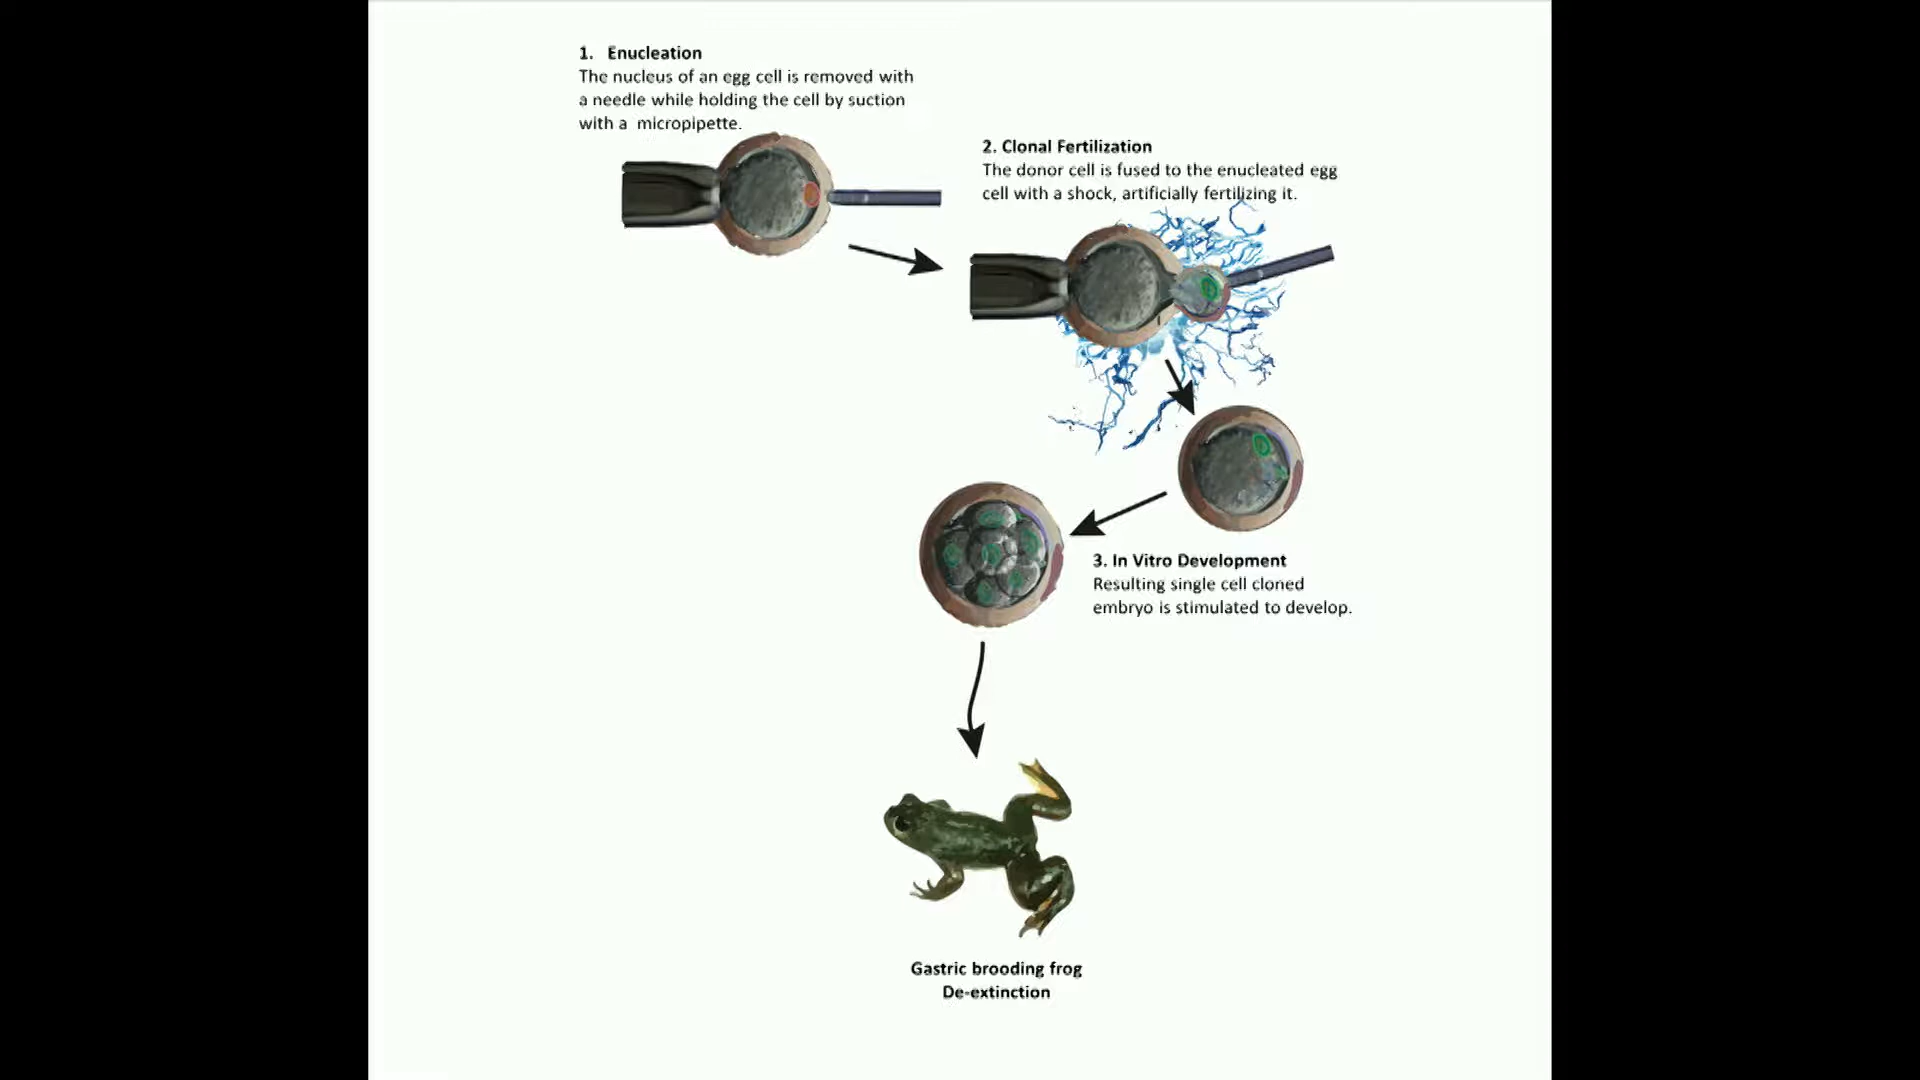 1. Enucleation
The nucleus of an egg cell is removed with
a needle while holding the cell by suction
with a micropipette.
2. Clonal Fertilization
The donor cell is fused to the enucleated egg
cell with a shock, artificially fertilizing it.
3. In Vitro Development
Resulting single cell cloned
embryo is stimulated to develop.
Gastric brooding frog
De-extinction